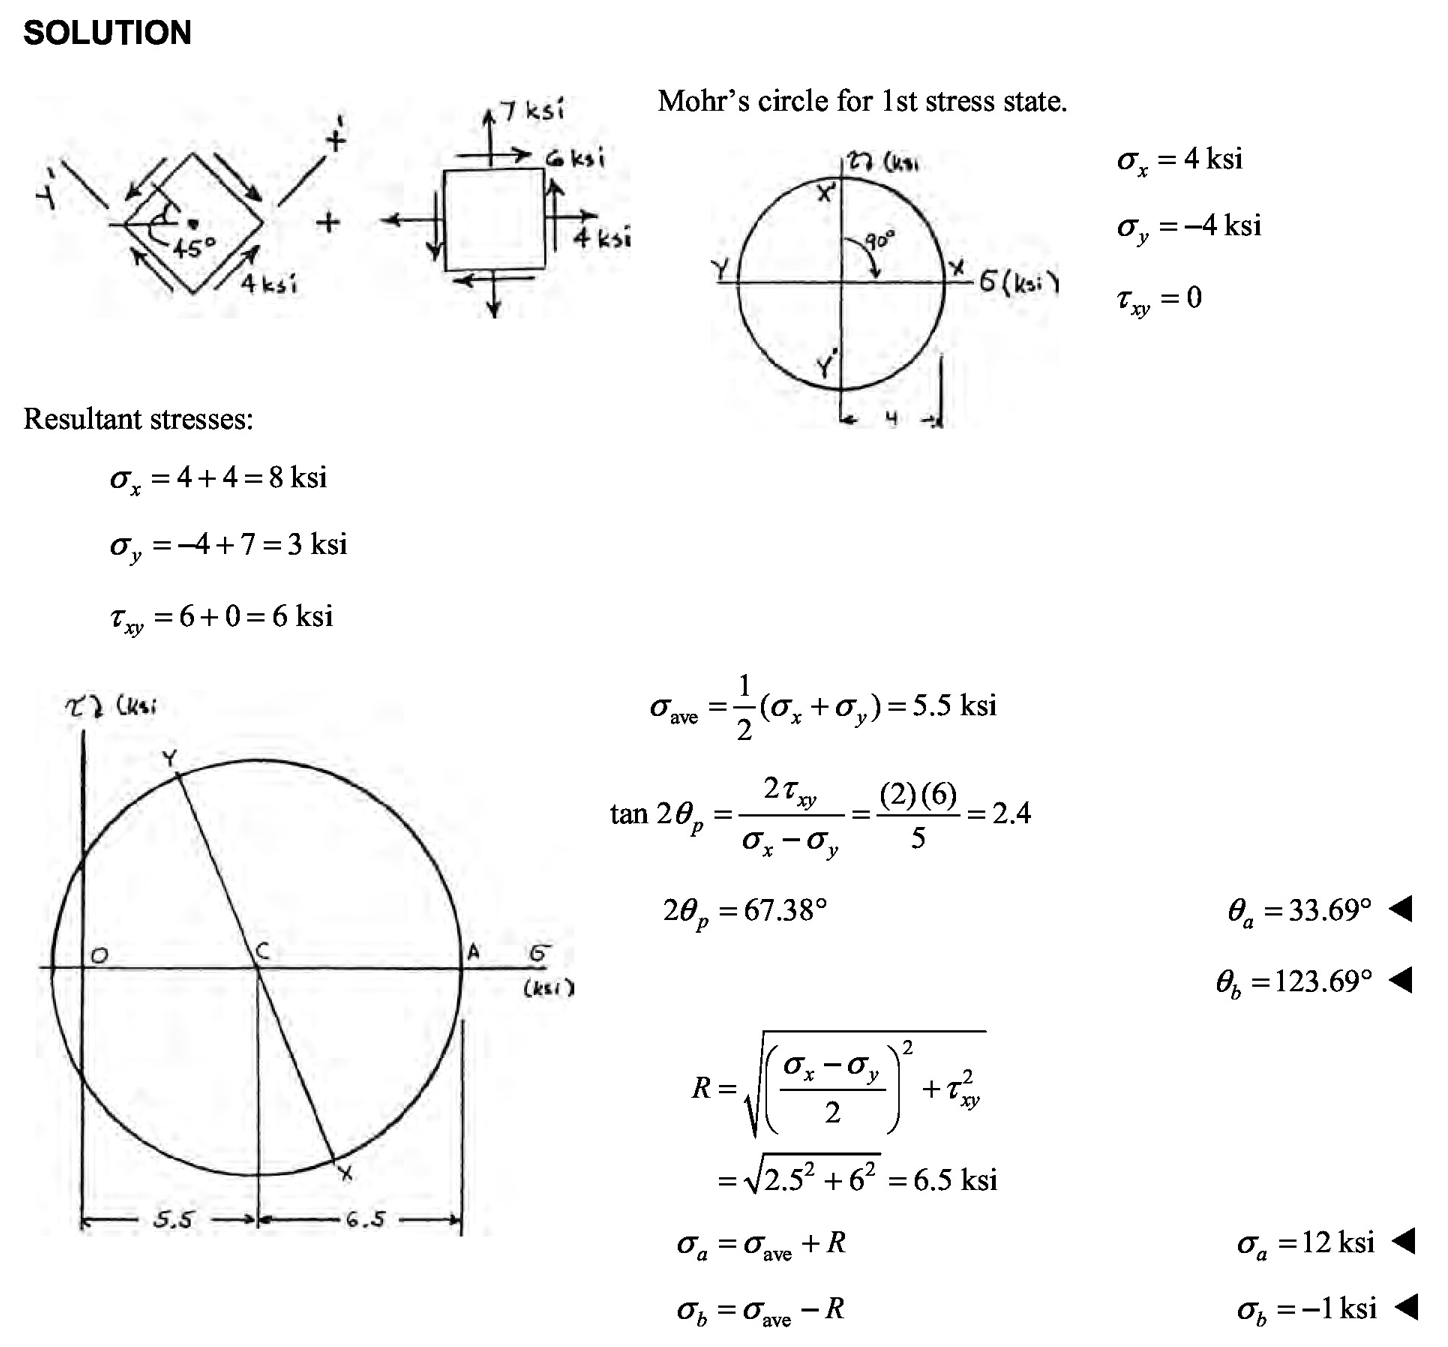 SOLUTION
7 ksi
6 ksi
4 ksi
+
Y'
+'
45°
4 ksi
Mohr’s circle for 1st stress state.
τ (ksi
X'
90°
Y
X
σ (ksi)
Y'
4
σx = 4 ksi
σy = –4 ksi
τxy = 0
Resultant stresses:
σx = 4 + 4 = 8 ksi
σy = –4 + 7 = 3 ksi
τxy = 6 + 0 = 6 ksi
τ (ksi
Y
O
C
A
σ
(ksi)
X
5.5
6.5
σave = 1/2 (σx + σy) = 5.5 ksi
tan 2θp = 2τxy / (σx − σy) = (2)(6) / 5 = 2.4
2θp = 67.38° θa = 33.69° ◀
θb = 123.69° ◀
R = √(((σx − σy) / 2)² + τ²xy)
= √(2.5² + 6²) = 6.5 ksi
σa = σave + R σa = 12 ksi ◀
σb = σave − R σb = –1 ksi ◀